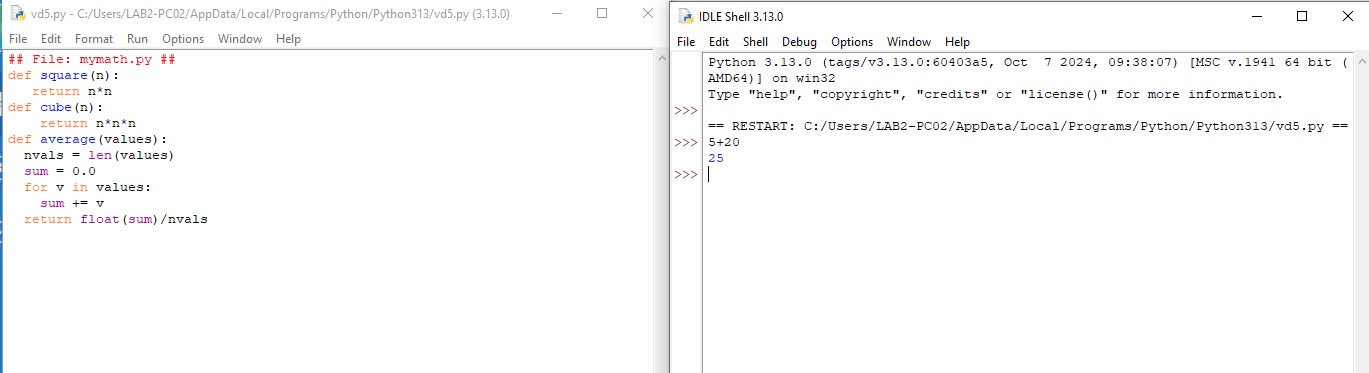 vd5.py - C:/Users/LAB2-PC02/AppData/Local/Programs/Python/Python313/vd5.py (3.13.0)
File Edit Format Run Options Window Help
## File: mymath.py ##
def square(n):
   return n*n
def cube(n):
    return n*n*n
def average(values):
  nvals = len(values)
  sum = 0.0
  for v in values:
    sum += v
  return float(sum)/nvals
IDLE Shell 3.13.0
File Edit Shell Debug Options Window Help
Python 3.13.0 (tags/v3.13.0:60403a5, Oct  7 2024, 09:38:07) [MSC v.1941 64 bit (
AMD64)] on win32
Type "help", "copyright", "credits" or "license()" for more information.
>>>
== RESTART: C:/Users/LAB2-PC02/AppData/Local/Programs/Python/Python313/vd5.py ==
>>> 5+20
25
>>>